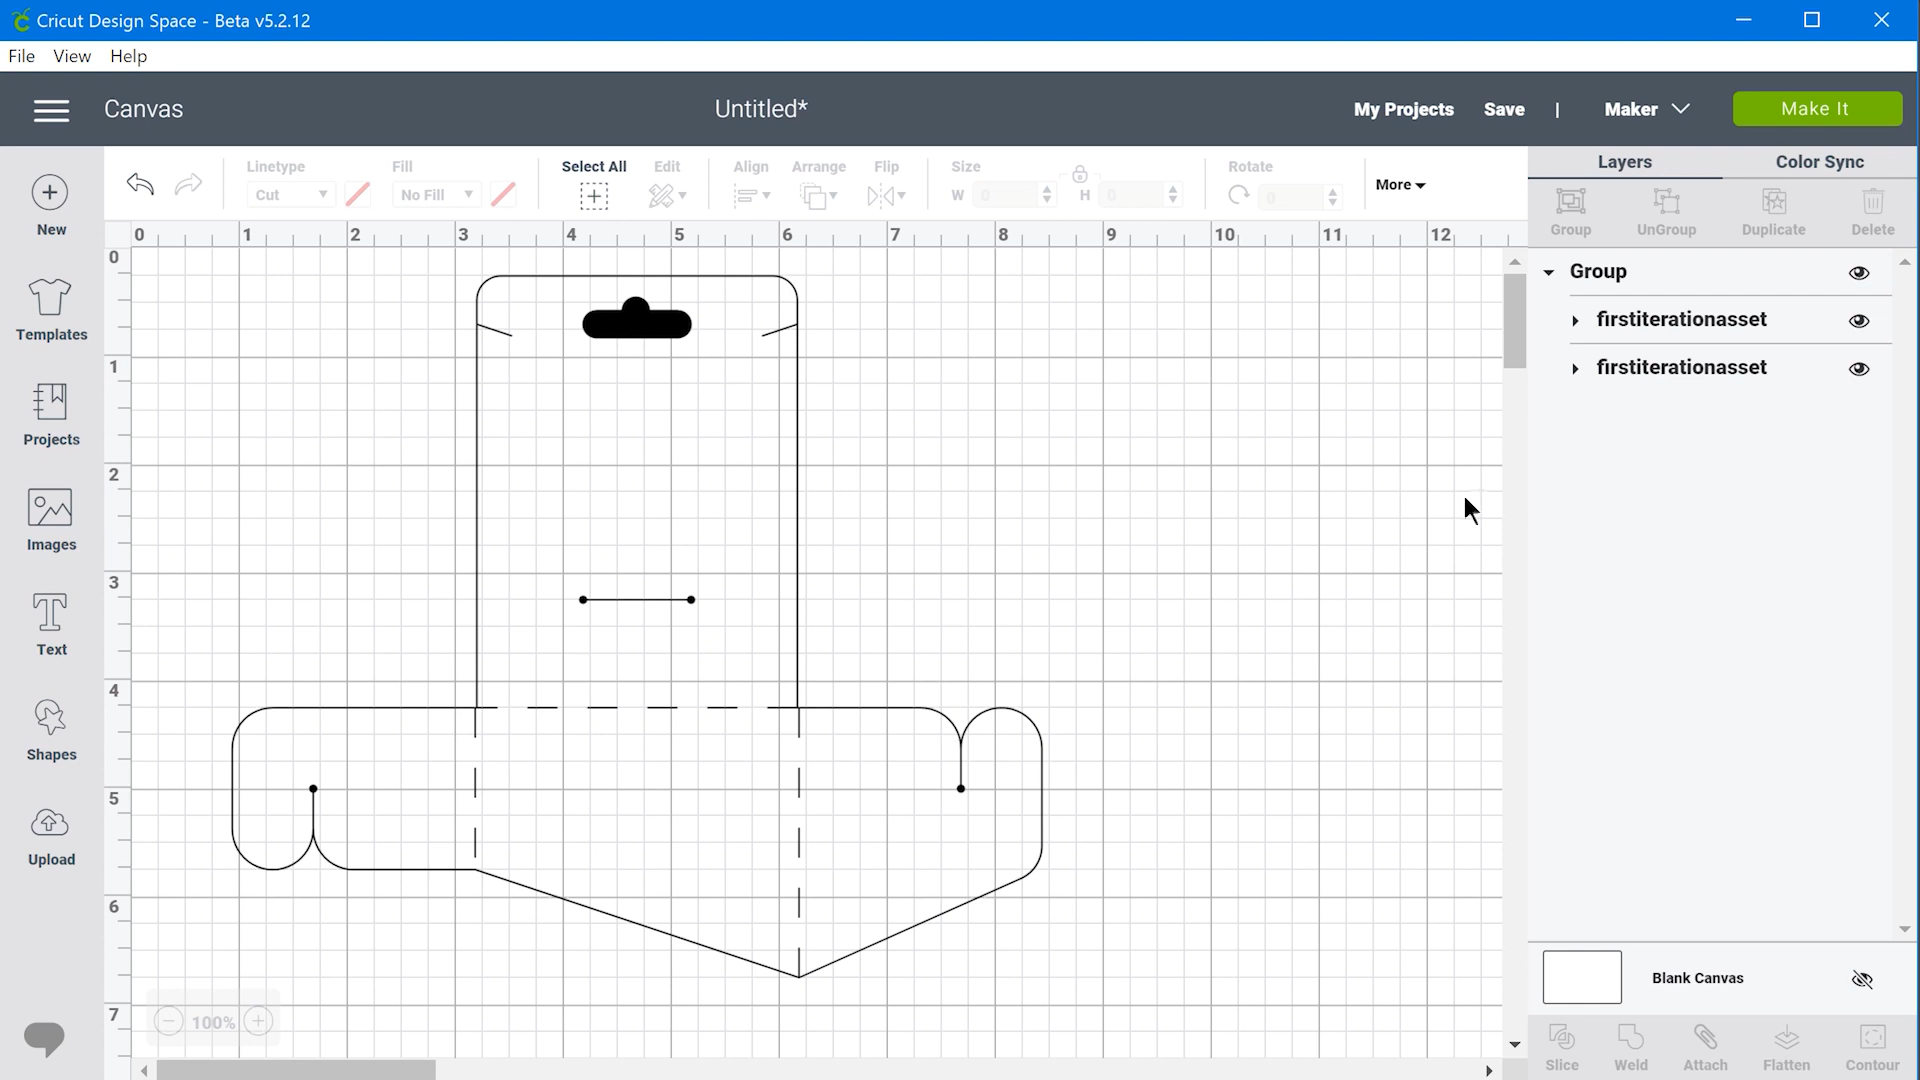 Cricut Design Space - Beta v5.2.12
File View Help
Canvas
Untitled*
My Projects Save | Maker
Make It
New
Templates
Projects
Images
Text
Shapes
Upload
Linetype
Cut
Fill
No Fill
Select All
Edit
Align
Arrange
Flip
Size
W 0
H 0
Rotate
0
More
0 1 2 3 4 5 6 7 8 9 10 11 12
0
1
2
3
4
5
6
7
100%
Layers
Color Sync
Group
UnGroup
Duplicate
Delete
Group
firstiterationasset
firstiterationasset
Blank Canvas
Slice
Weld
Attach
Flatten
Contour